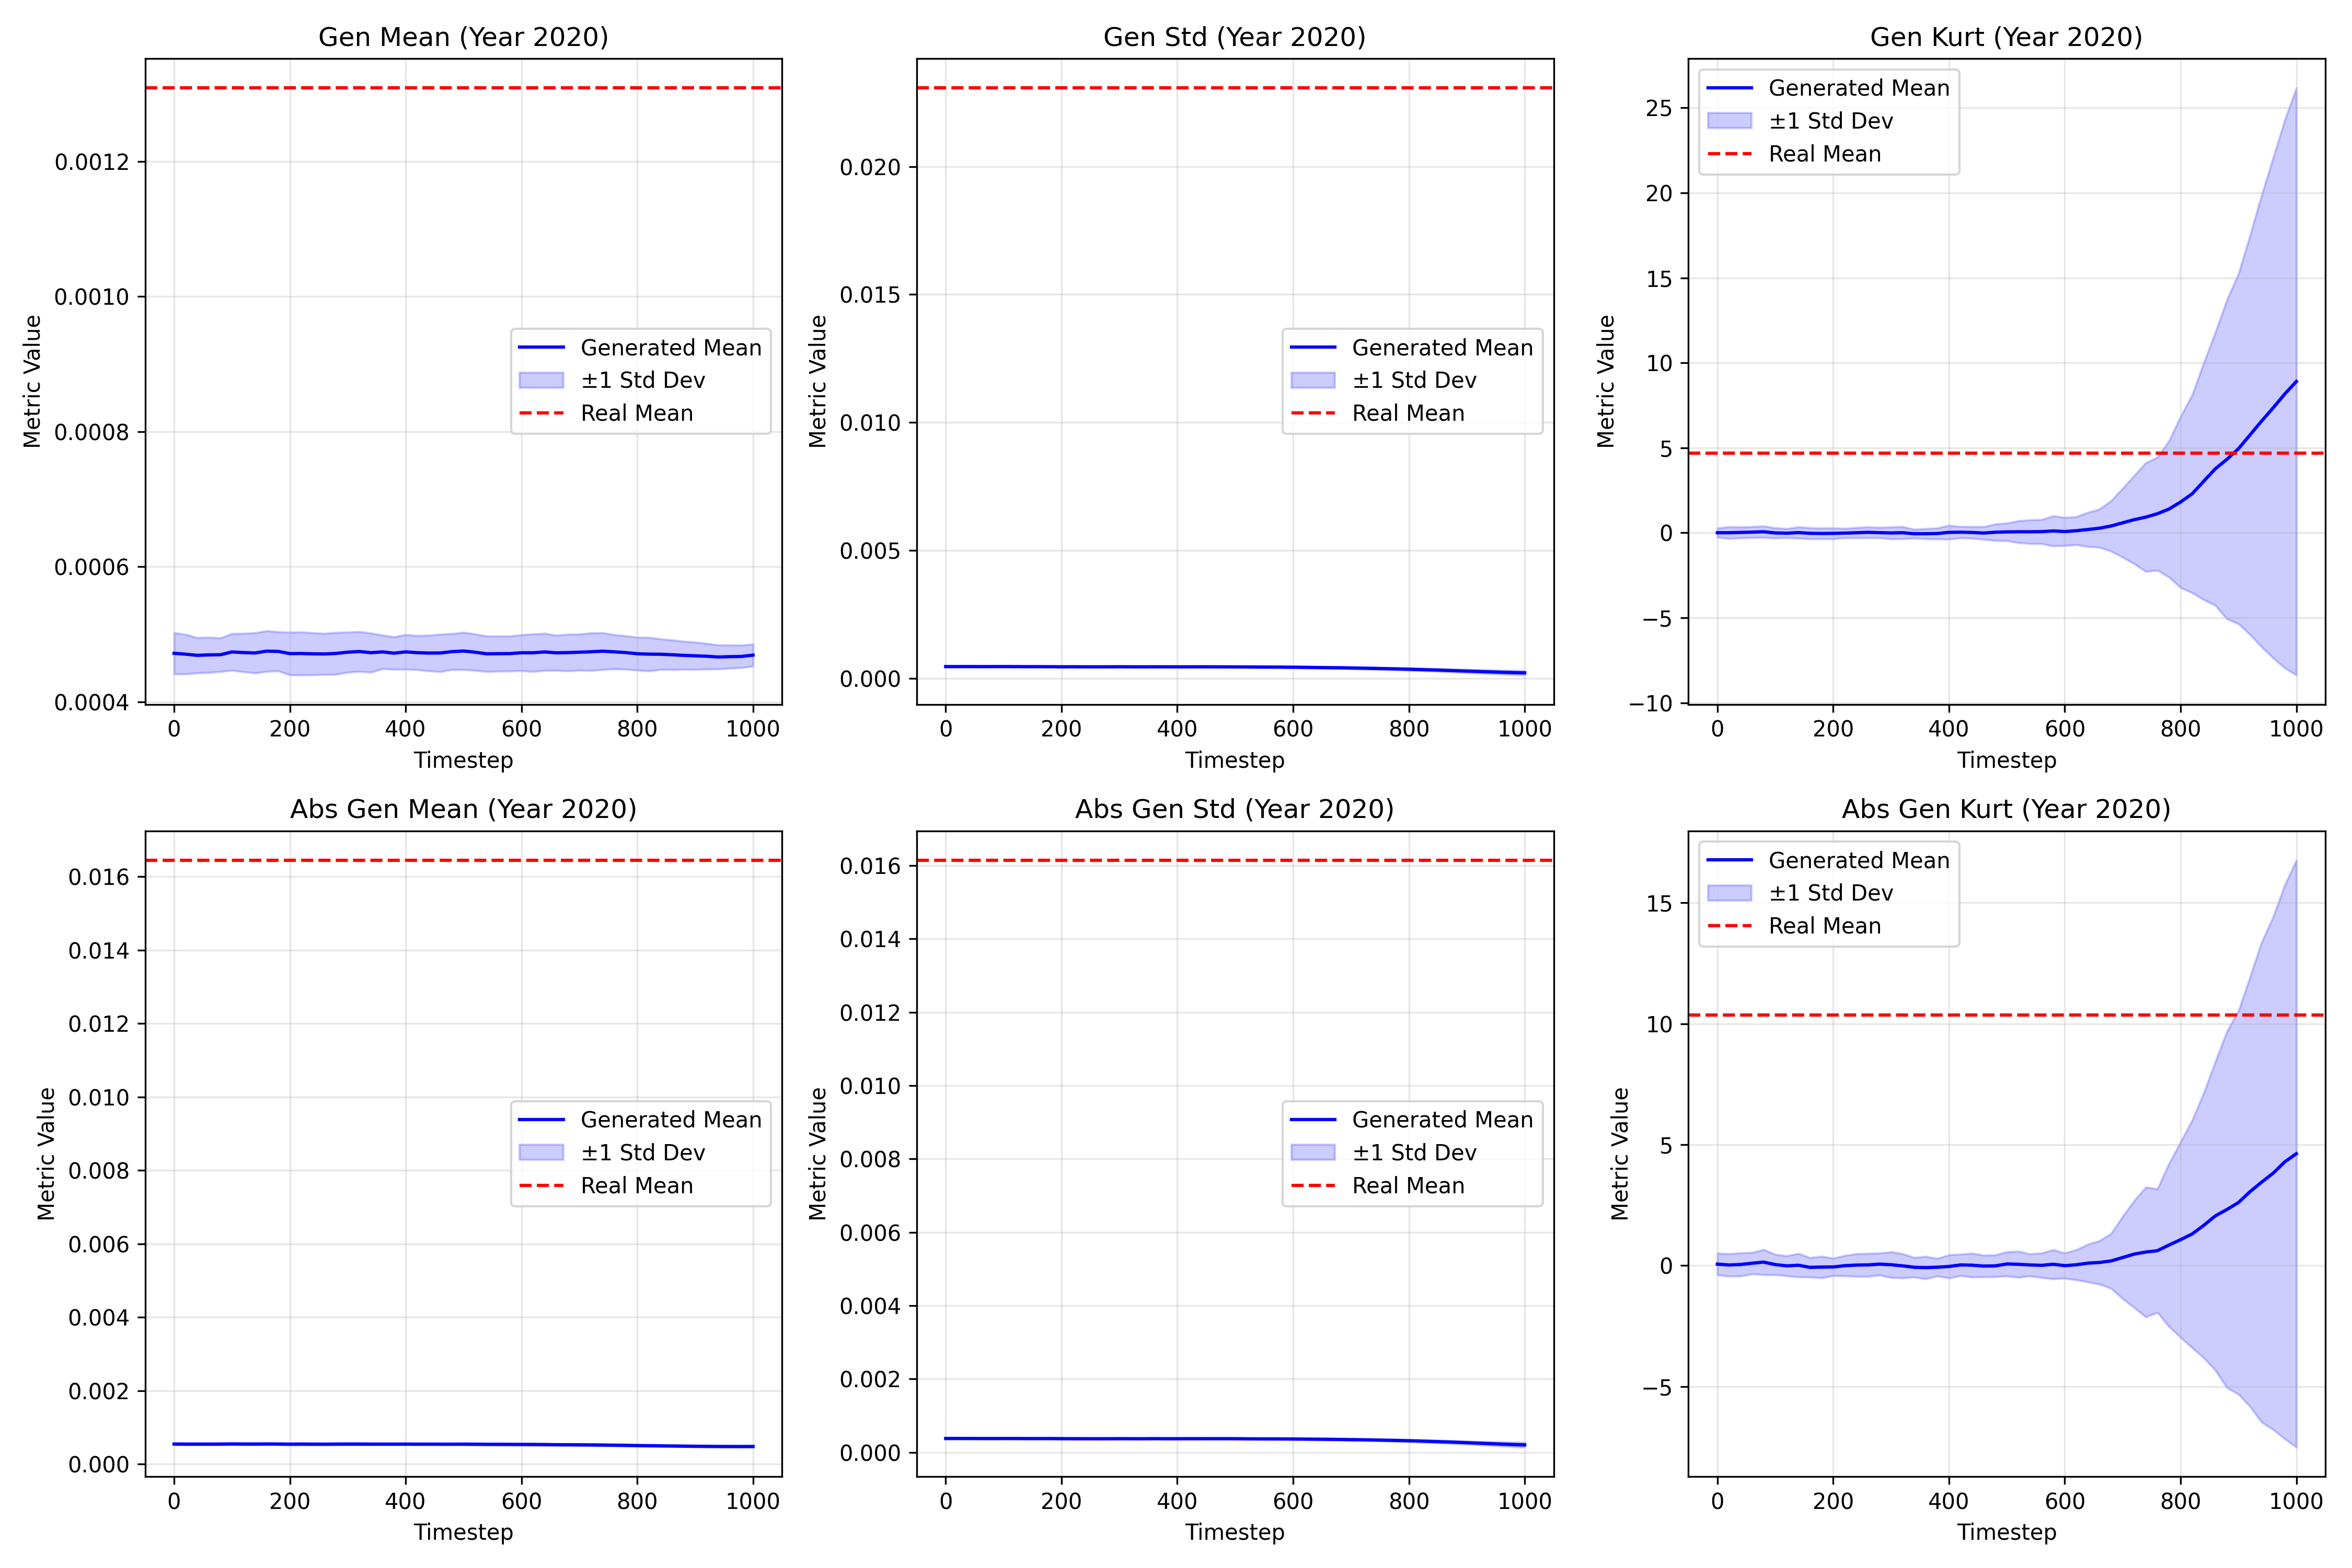 Gen Mean (Year 2020)
Metric Value
0.0012
0.0010
0.0008
0.0006
0.0004
Generated Mean
±1 Std Dev
Real Mean
0 200 400 600 800 1000
Timestep
Gen Std (Year 2020)
Metric Value
0.020
0.015
0.010
0.005
0.000
Generated Mean
±1 Std Dev
Real Mean
0 200 400 600 800 1000
Timestep
Gen Kurt (Year 2020)
Metric Value
Generated Mean
±1 Std Dev
Real Mean
25
20
15
10
5
0
−5
−10
0 200 400 600 800 1000
Timestep
Abs Gen Mean (Year 2020)
Metric Value
0.016
0.014
0.012
0.010
0.008
0.006
0.004
0.002
0.000
Generated Mean
±1 Std Dev
Real Mean
0 200 400 600 800 1000
Timestep
Abs Gen Std (Year 2020)
Metric Value
0.016
0.014
0.012
0.010
0.008
0.006
0.004
0.002
0.000
Generated Mean
±1 Std Dev
Real Mean
0 200 400 600 800 1000
Timestep
Abs Gen Kurt (Year 2020)
Metric Value
Generated Mean
±1 Std Dev
Real Mean
15
10
5
0
−5
0 200 400 600 800 1000
Timestep